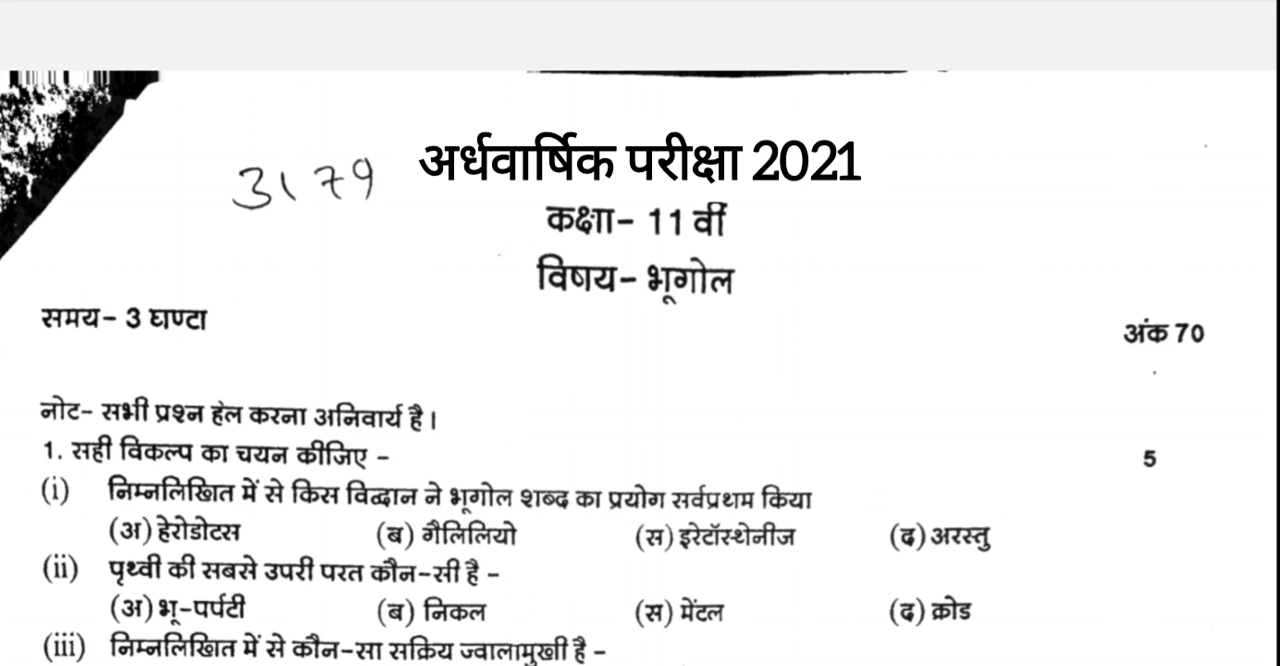 3179
अर्धवार्षिक परीक्षा 2021
कक्षा- 11 वीं
विषय- भूगोल
समय- 3 घण्टा
अंक 70
नोट- सभी प्रश्न हल करना अनिवार्य है।
1. सही विकल्प का चयन कीजिए - 5
(i) निम्नलिखित में से किस विद्वान ने भूगोल शब्द का प्रयोग सर्वप्रथम किया
(अ) हेरोडोटस (ब) गैलिलियो (स) इरेटॉस्थेनीज (द) अरस्तु
(ii) पृथ्वी की सबसे उपरी परत कौन-सी है -
(अ) भू-पर्पटी (ब) निकल (स) मेंटल (द) क्रोड
(iii) निम्नलिखित में से कौन-सा सक्रिय ज्वालामुखी है -